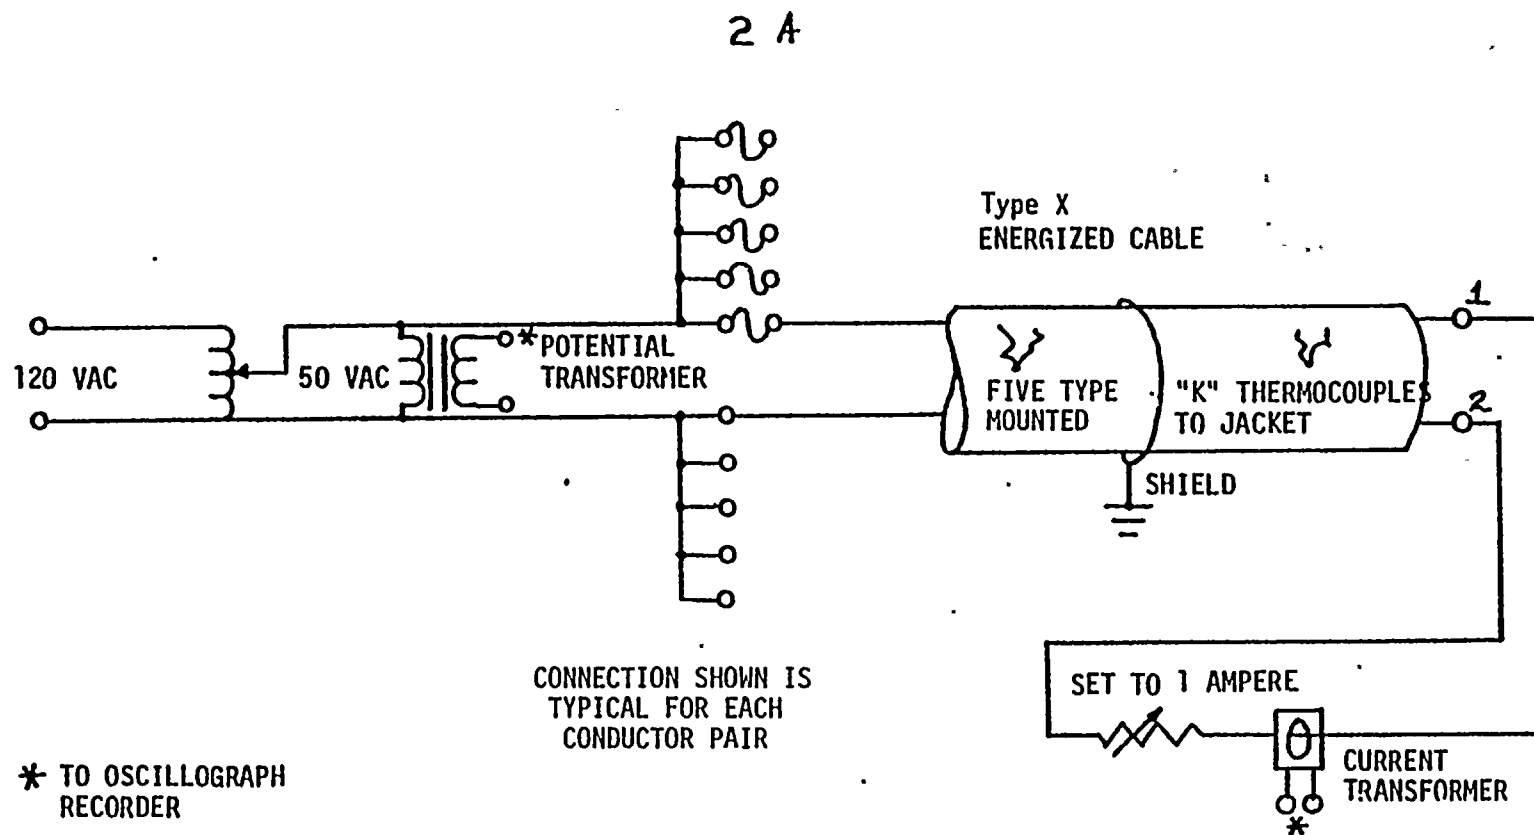 2 A
Type X
ENERGIZED CABLE
1
120 VAC
50 VAC
* POTENTIAL
TRANSFORMER
FIVE TYPE "K" THERMOCOUPLES
MOUNTED TO JACKET
2
SHIELD
CONNECTION SHOWN IS
TYPICAL FOR EACH
CONDUCTOR PAIR
SET TO 1 AMPERE
CURRENT
TRANSFORMER
*
* TO OSCILLOGRAPH
RECORDER